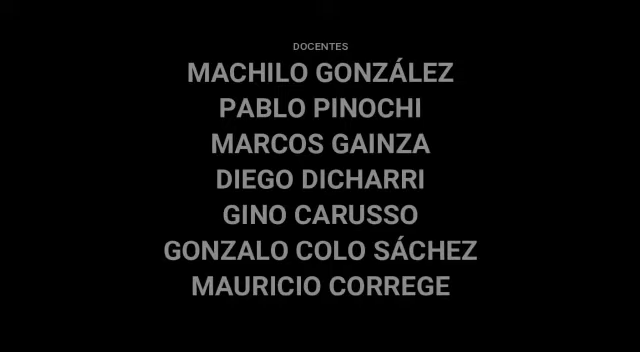 DOCENTES
MACHILO GONZÁLEZ
PABLO PINOCHI
MARCOS GAINZA
DIEGO DICHARRI
GINO CARUSSO
GONZALO COLO SÁCHEZ
MAURICIO CORREGE